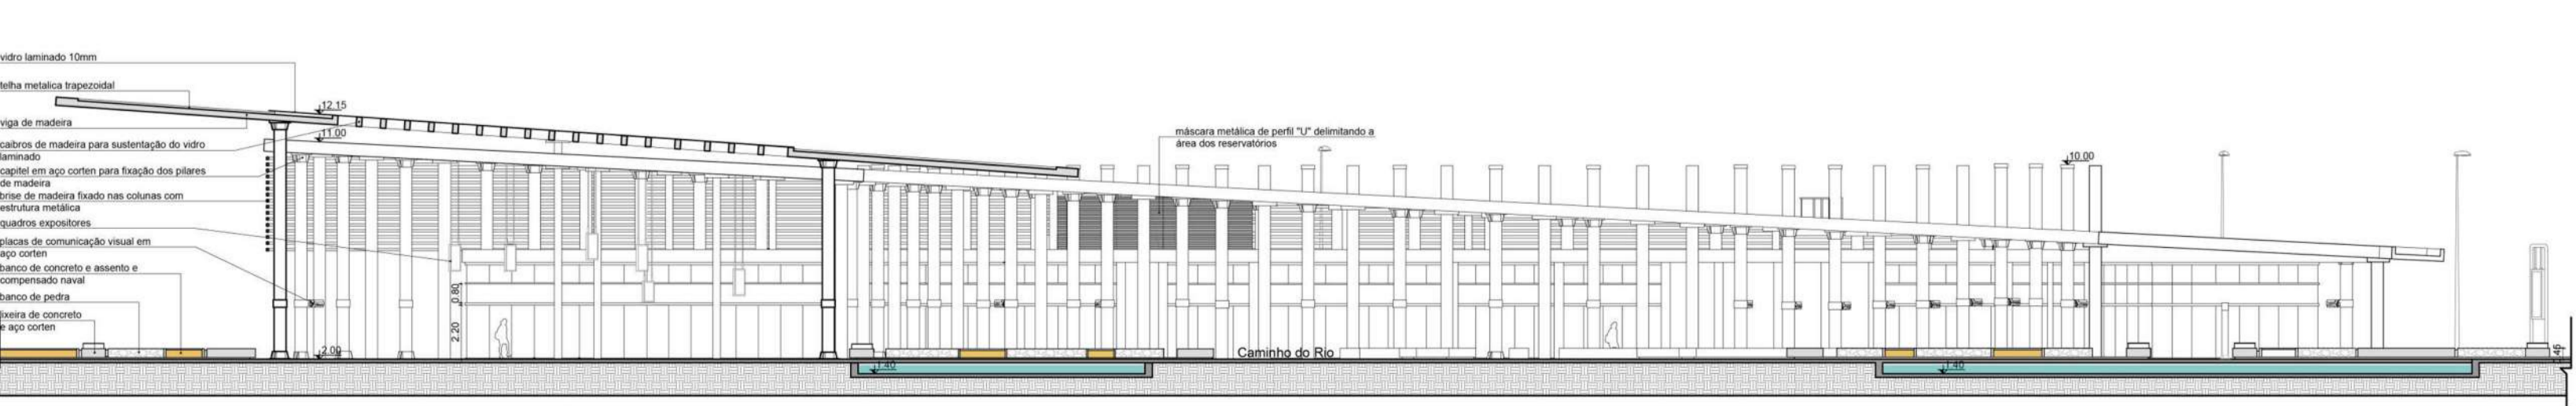 vidro laminado 10mm
telha metalica trapezoidal
viga de madeira
caibros de madeira para sustentação do vidro
laminado
capitel em aço corten para fixação dos pilares
de madeira
brise de madeira fixado nas colunas com
estrutura metálica
quadros expositores
placas de comunicação visual em
aço corten
banco de concreto e assento e
compensado naval
banco de pedra
lixeira de concreto
e aço corten
12.15
11.00
máscara metálica de perfil "U" delimitando a
área dos reservatórios
10.00
0.80
2.20
2.00
Caminho do Rio
1.40
1.40